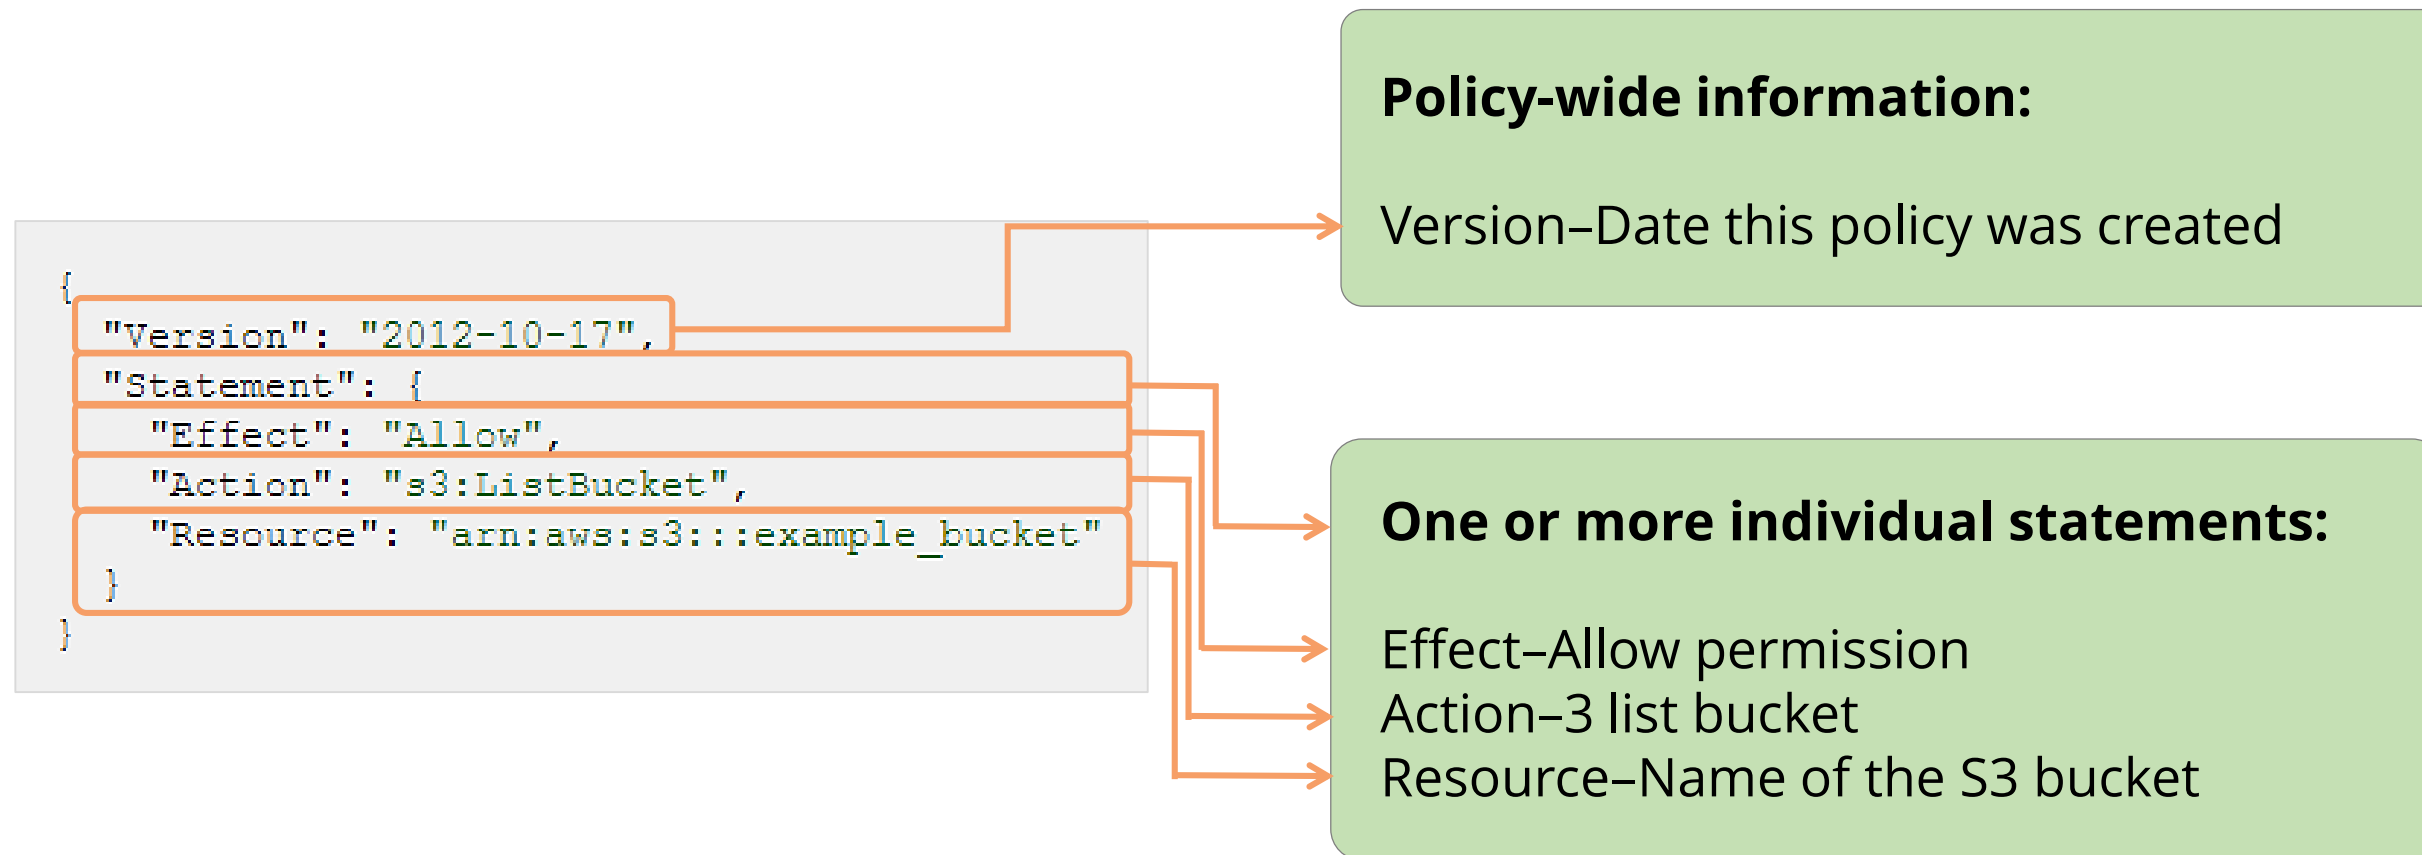 {
"Version": "2012-10-17",
"Statement": {
"Effect": "Allow",
"Action": "s3:ListBucket",
"Resource": "arn:aws:s3:::example_bucket"
}
}
Policy-wide information:
Version–Date this policy was created
One or more individual statements:
Effect–Allow permission
Action–3 list bucket
Resource–Name of the S3 bucket